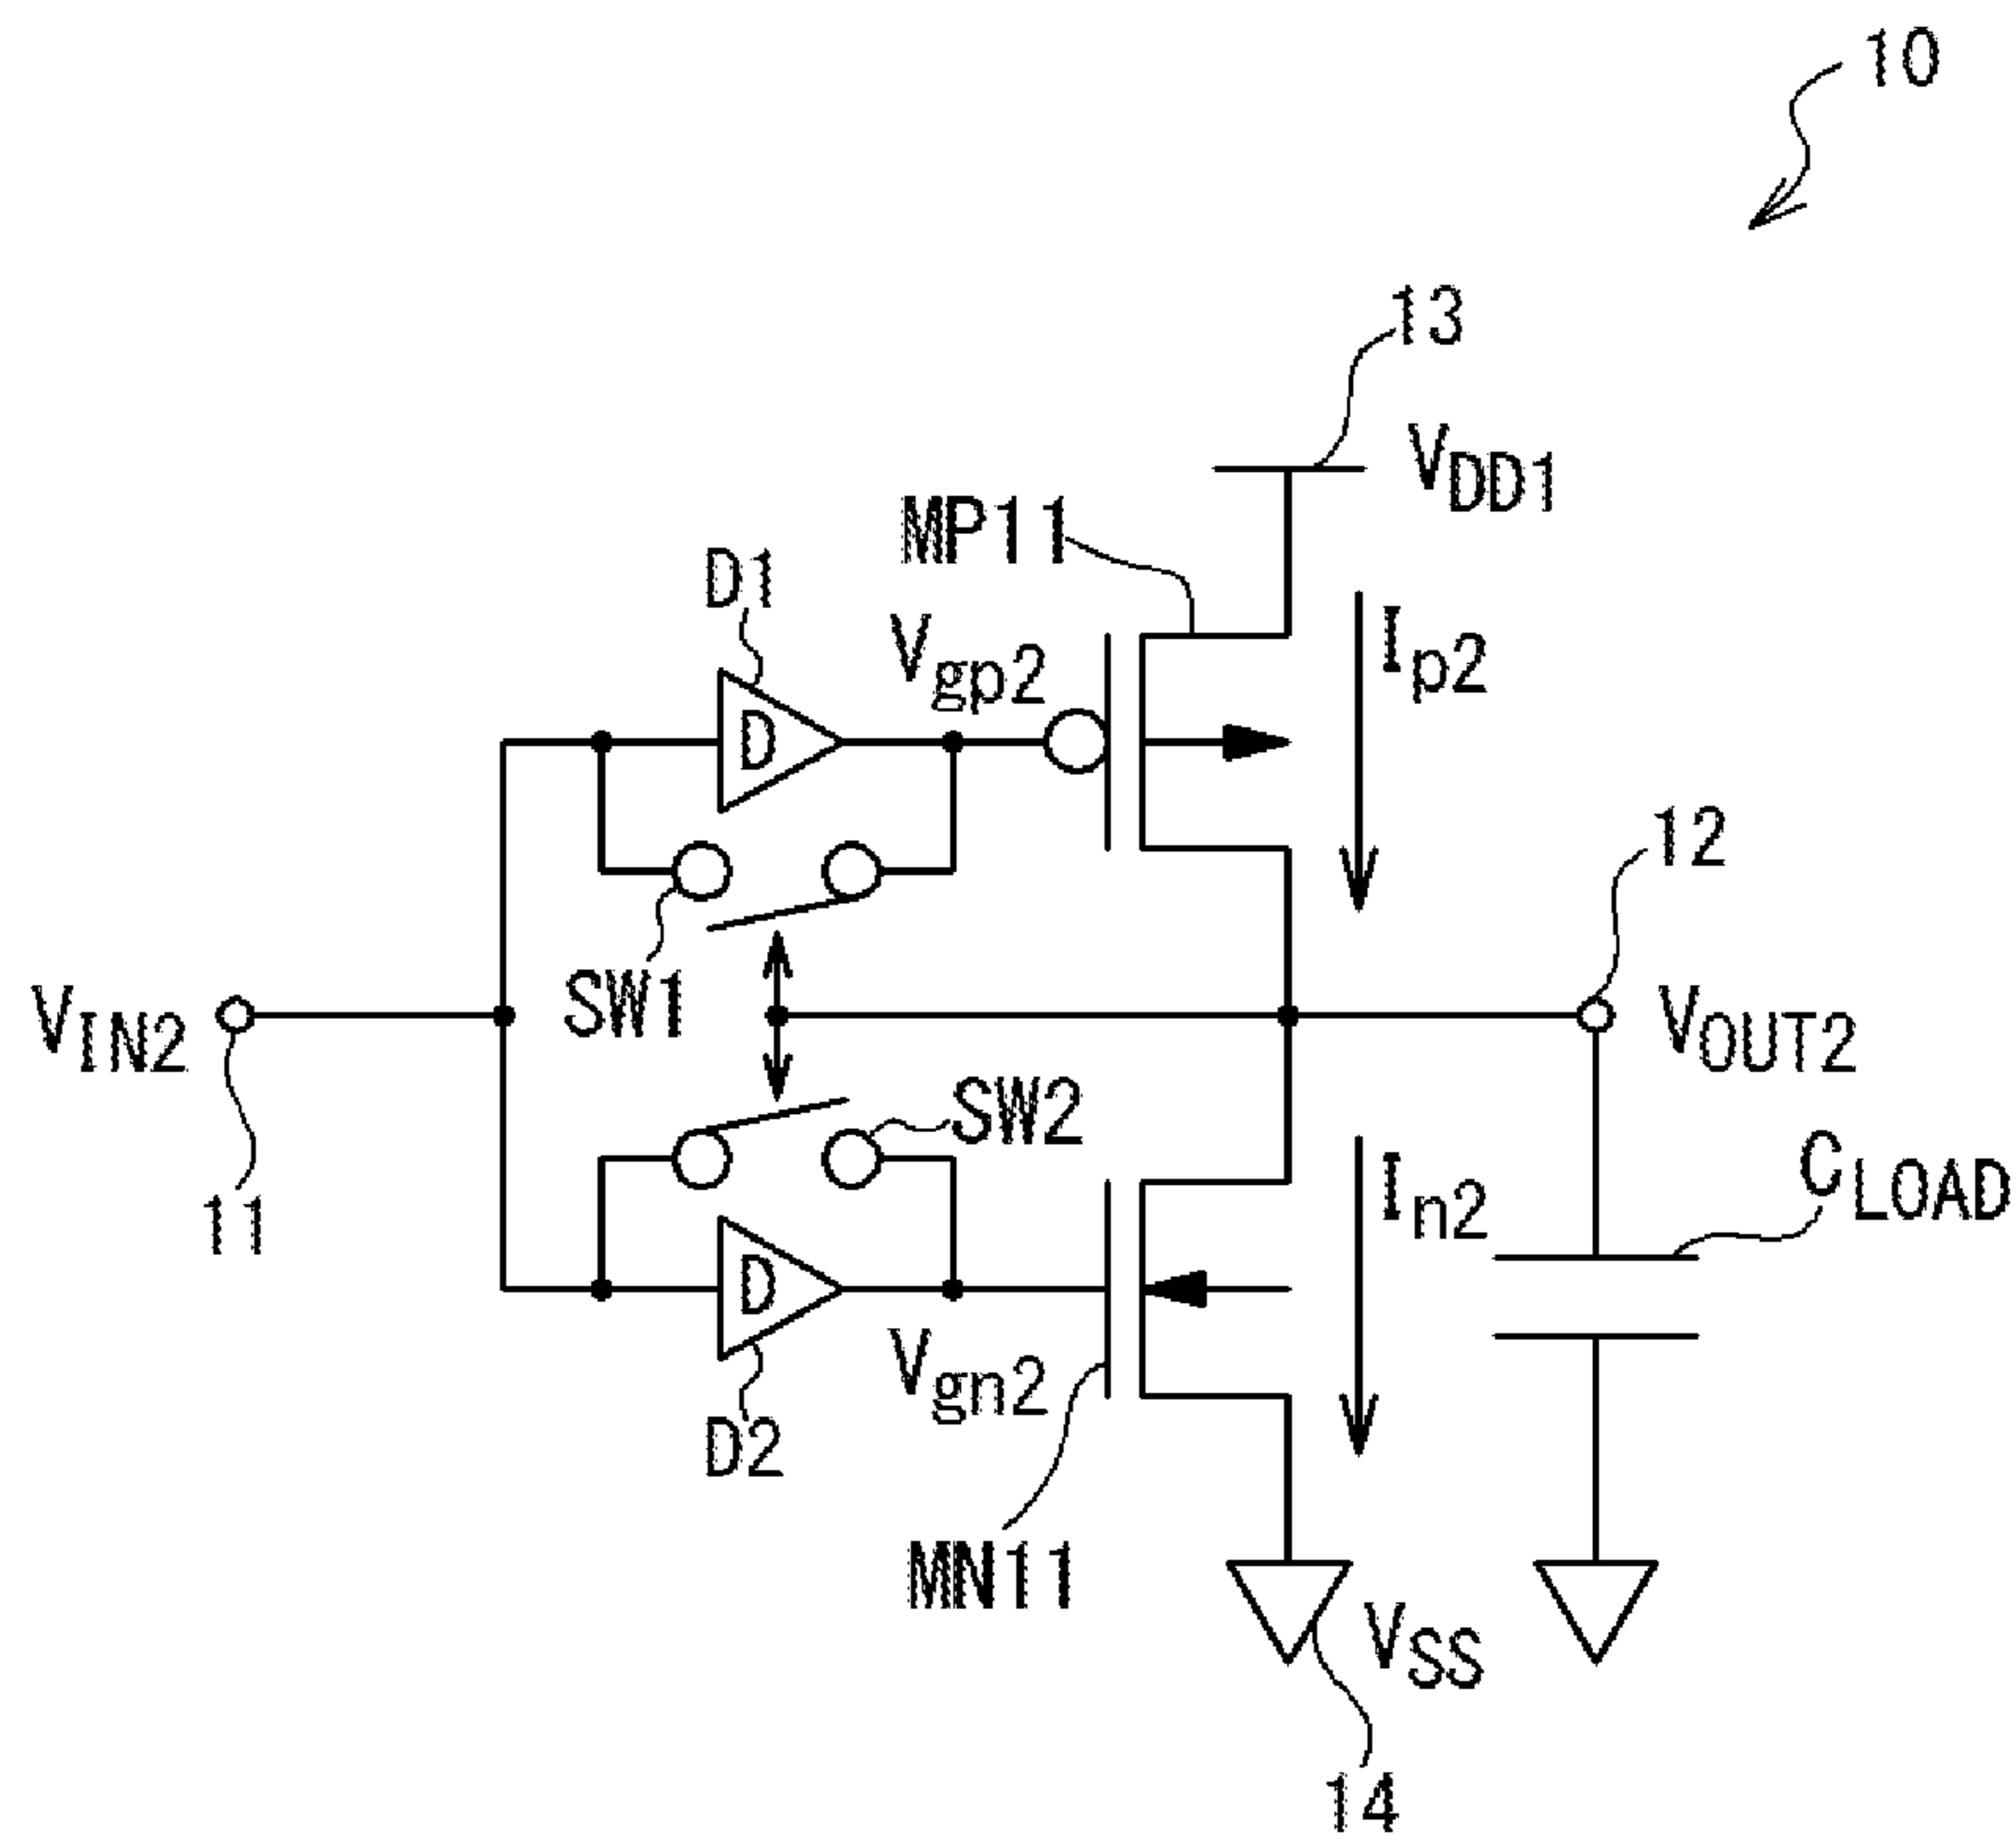 10
13
VDD1
MP11
D1
Vgp2
Ip2
D
12
SW1
VIN2
VOUT2
SW2
CLOAD
11
In2
D
Vgn2
D2
MN11
VSS
14